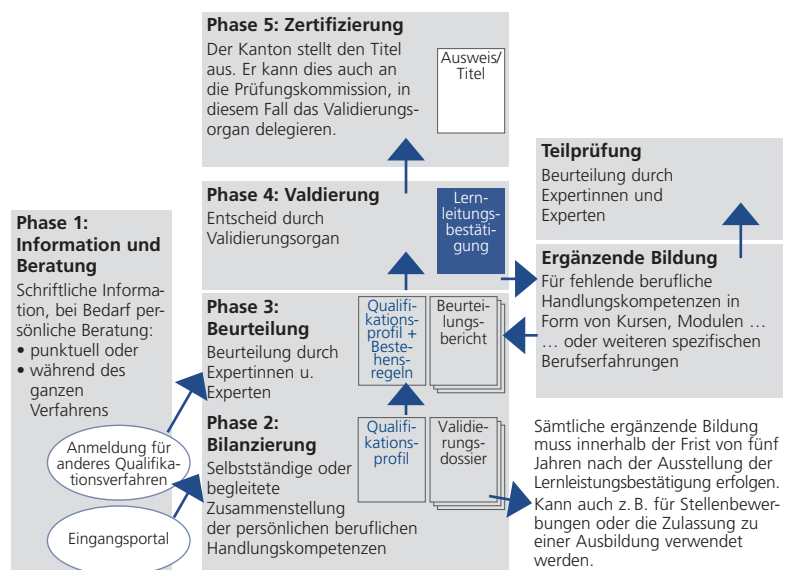 Phase 5: Zertifizierung
Der Kanton stellt den Titel
aus. Er kann dies auch an
die Prüfungskommission, in
diesem Fall das Validierungs-
organ delegieren.
Ausweis/
Titel
Teilprüfung
Beurteilung durch
Expertinnen und
Experten
Phase 4: Valdierung
Entscheid durch
Validierungsorgan
Lern-
leitungs-
bestäti-
gung
Phase 1:
Information und
Beratung
Schriftliche Informa-
tion, bei Bedarf per-
sönliche Beratung:
• punktuell oder
• während des
ganzen
Verfahrens
Ergänzende Bildung
Für fehlende berufliche
Handlungskompetenzen in
Form von Kursen, Modulen …
… oder weiteren spezifischen
Berufserfahrungen
Phase 3:
Beurteilung
Beurteilung durch
Expertinnen u.
Experten
Qualifi-
kations-
profil +
Beste-
hens-
regeln
Beurtei-
lungs-
bericht
Phase 2:
Bilanzierung
Selbstständige oder
begleitete
Zusammenstellung
der persönlichen beruflichen
Handlungskompetenzen
Qualifi-
kations-
profil
Validie-
rungs-
dossier
Anmeldung für
anderes Qualifika-
tionsverfahren
Eingangsportal
Sämtliche ergänzende Bildung
muss innerhalb der Frist von fünf
Jahren nach der Ausstellung der
Lernleistungsbestätigung erfolgen.
Kann auch z. B. für Stellenbewer-
bungen oder die Zulassung zu
einer Ausbildung verwendet
werden.